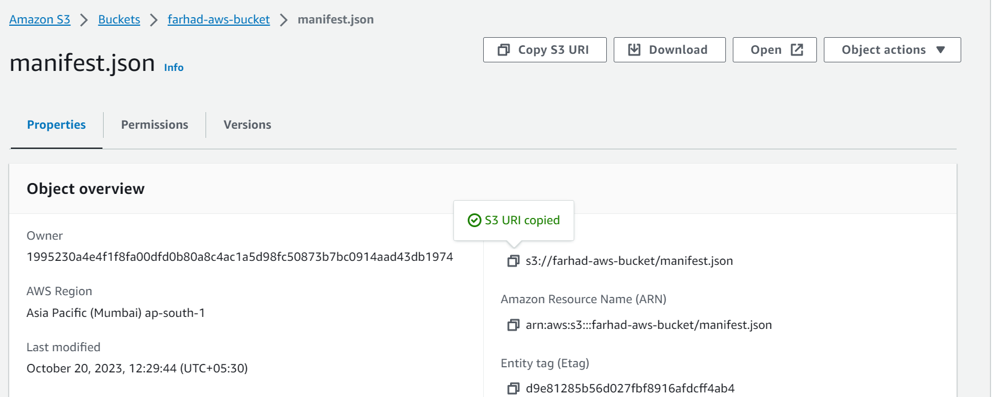 Amazon S3 > Buckets > farhad-aws-bucket > manifest.json
manifest.json Info
Copy S3 URI Download Open Object actions ▼
Properties Permissions Versions
Object overview
Owner
1995230a4e4f1f8fa00dfd0b80a8c4ac1a5d98fc50873b7bc0914aad43db1974
AWS Region
Asia Pacific (Mumbai) ap-south-1
Last modified
October 20, 2023, 12:29:44 (UTC+05:30)
S3 URI copied
s3://farhad-aws-bucket/manifest.json
Amazon Resource Name (ARN)
arn:aws:s3:::farhad-aws-bucket/manifest.json
Entity tag (Etag)
d9e81285b56d027fbf8916afdcff4ab4